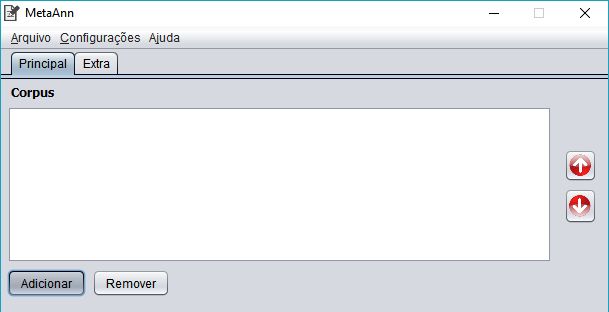 MetaAnn
Arquivo Configurações Ajuda
Principal Extra
Corpus
Adicionar Remover